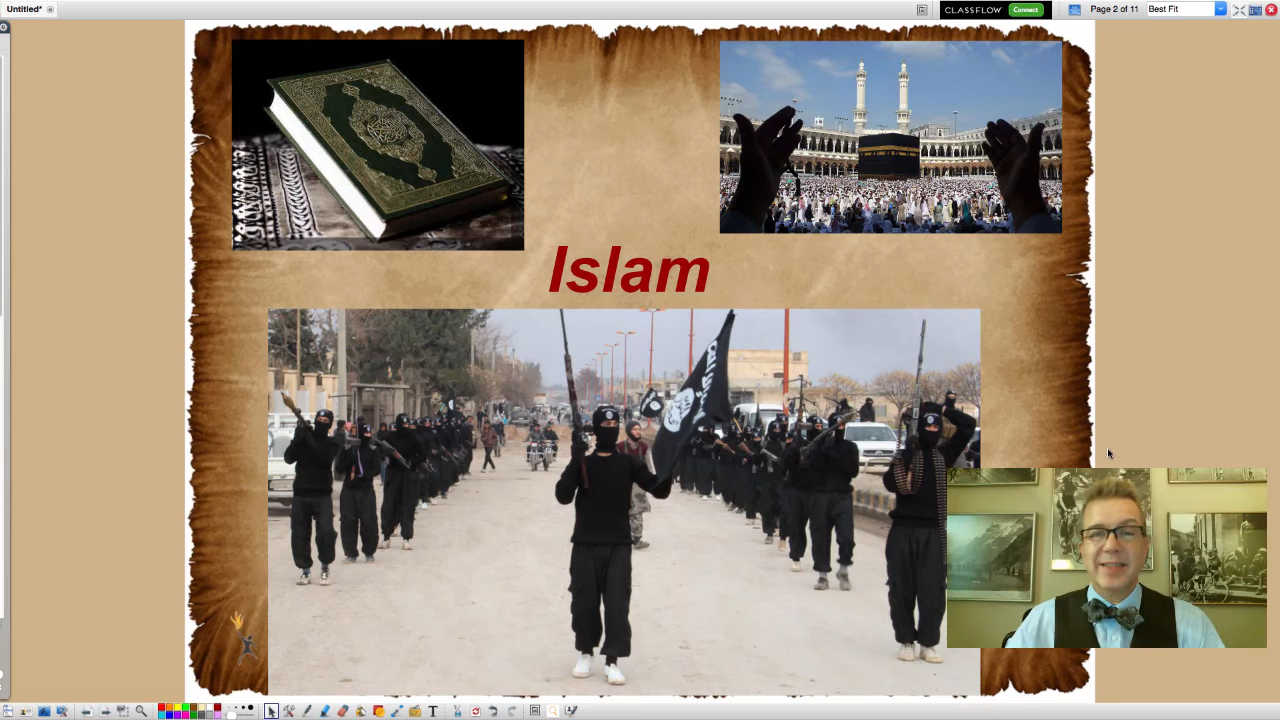 Untitled*
CLASSFLOW Connect
Page 2 of 11
Best Fit
Islam
T